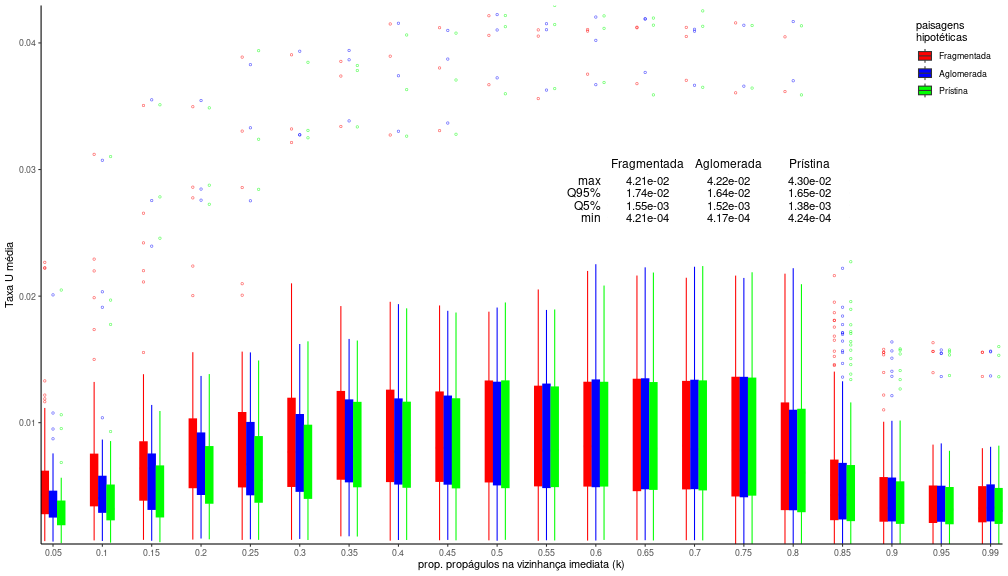 paisagens
hipotéticas
Fragmentada
Aglomerada
Prístina
0.04
0.03
0.02
0.01
Taxa U média
Fragmentada Aglomerada Prístina
max 4.21e-02 4.22e-02 4.30e-02
Q95% 1.74e-02 1.64e-02 1.65e-02
Q5% 1.55e-03 1.52e-03 1.38e-03
min 4.21e-04 4.17e-04 4.24e-04
0.05 0.1 0.15 0.2 0.25 0.3 0.35 0.4 0.45 0.5 0.55 0.6 0.65 0.7 0.75 0.8 0.85 0.9 0.95 0.99
prop. propágulos na vizinhança imediata (k)